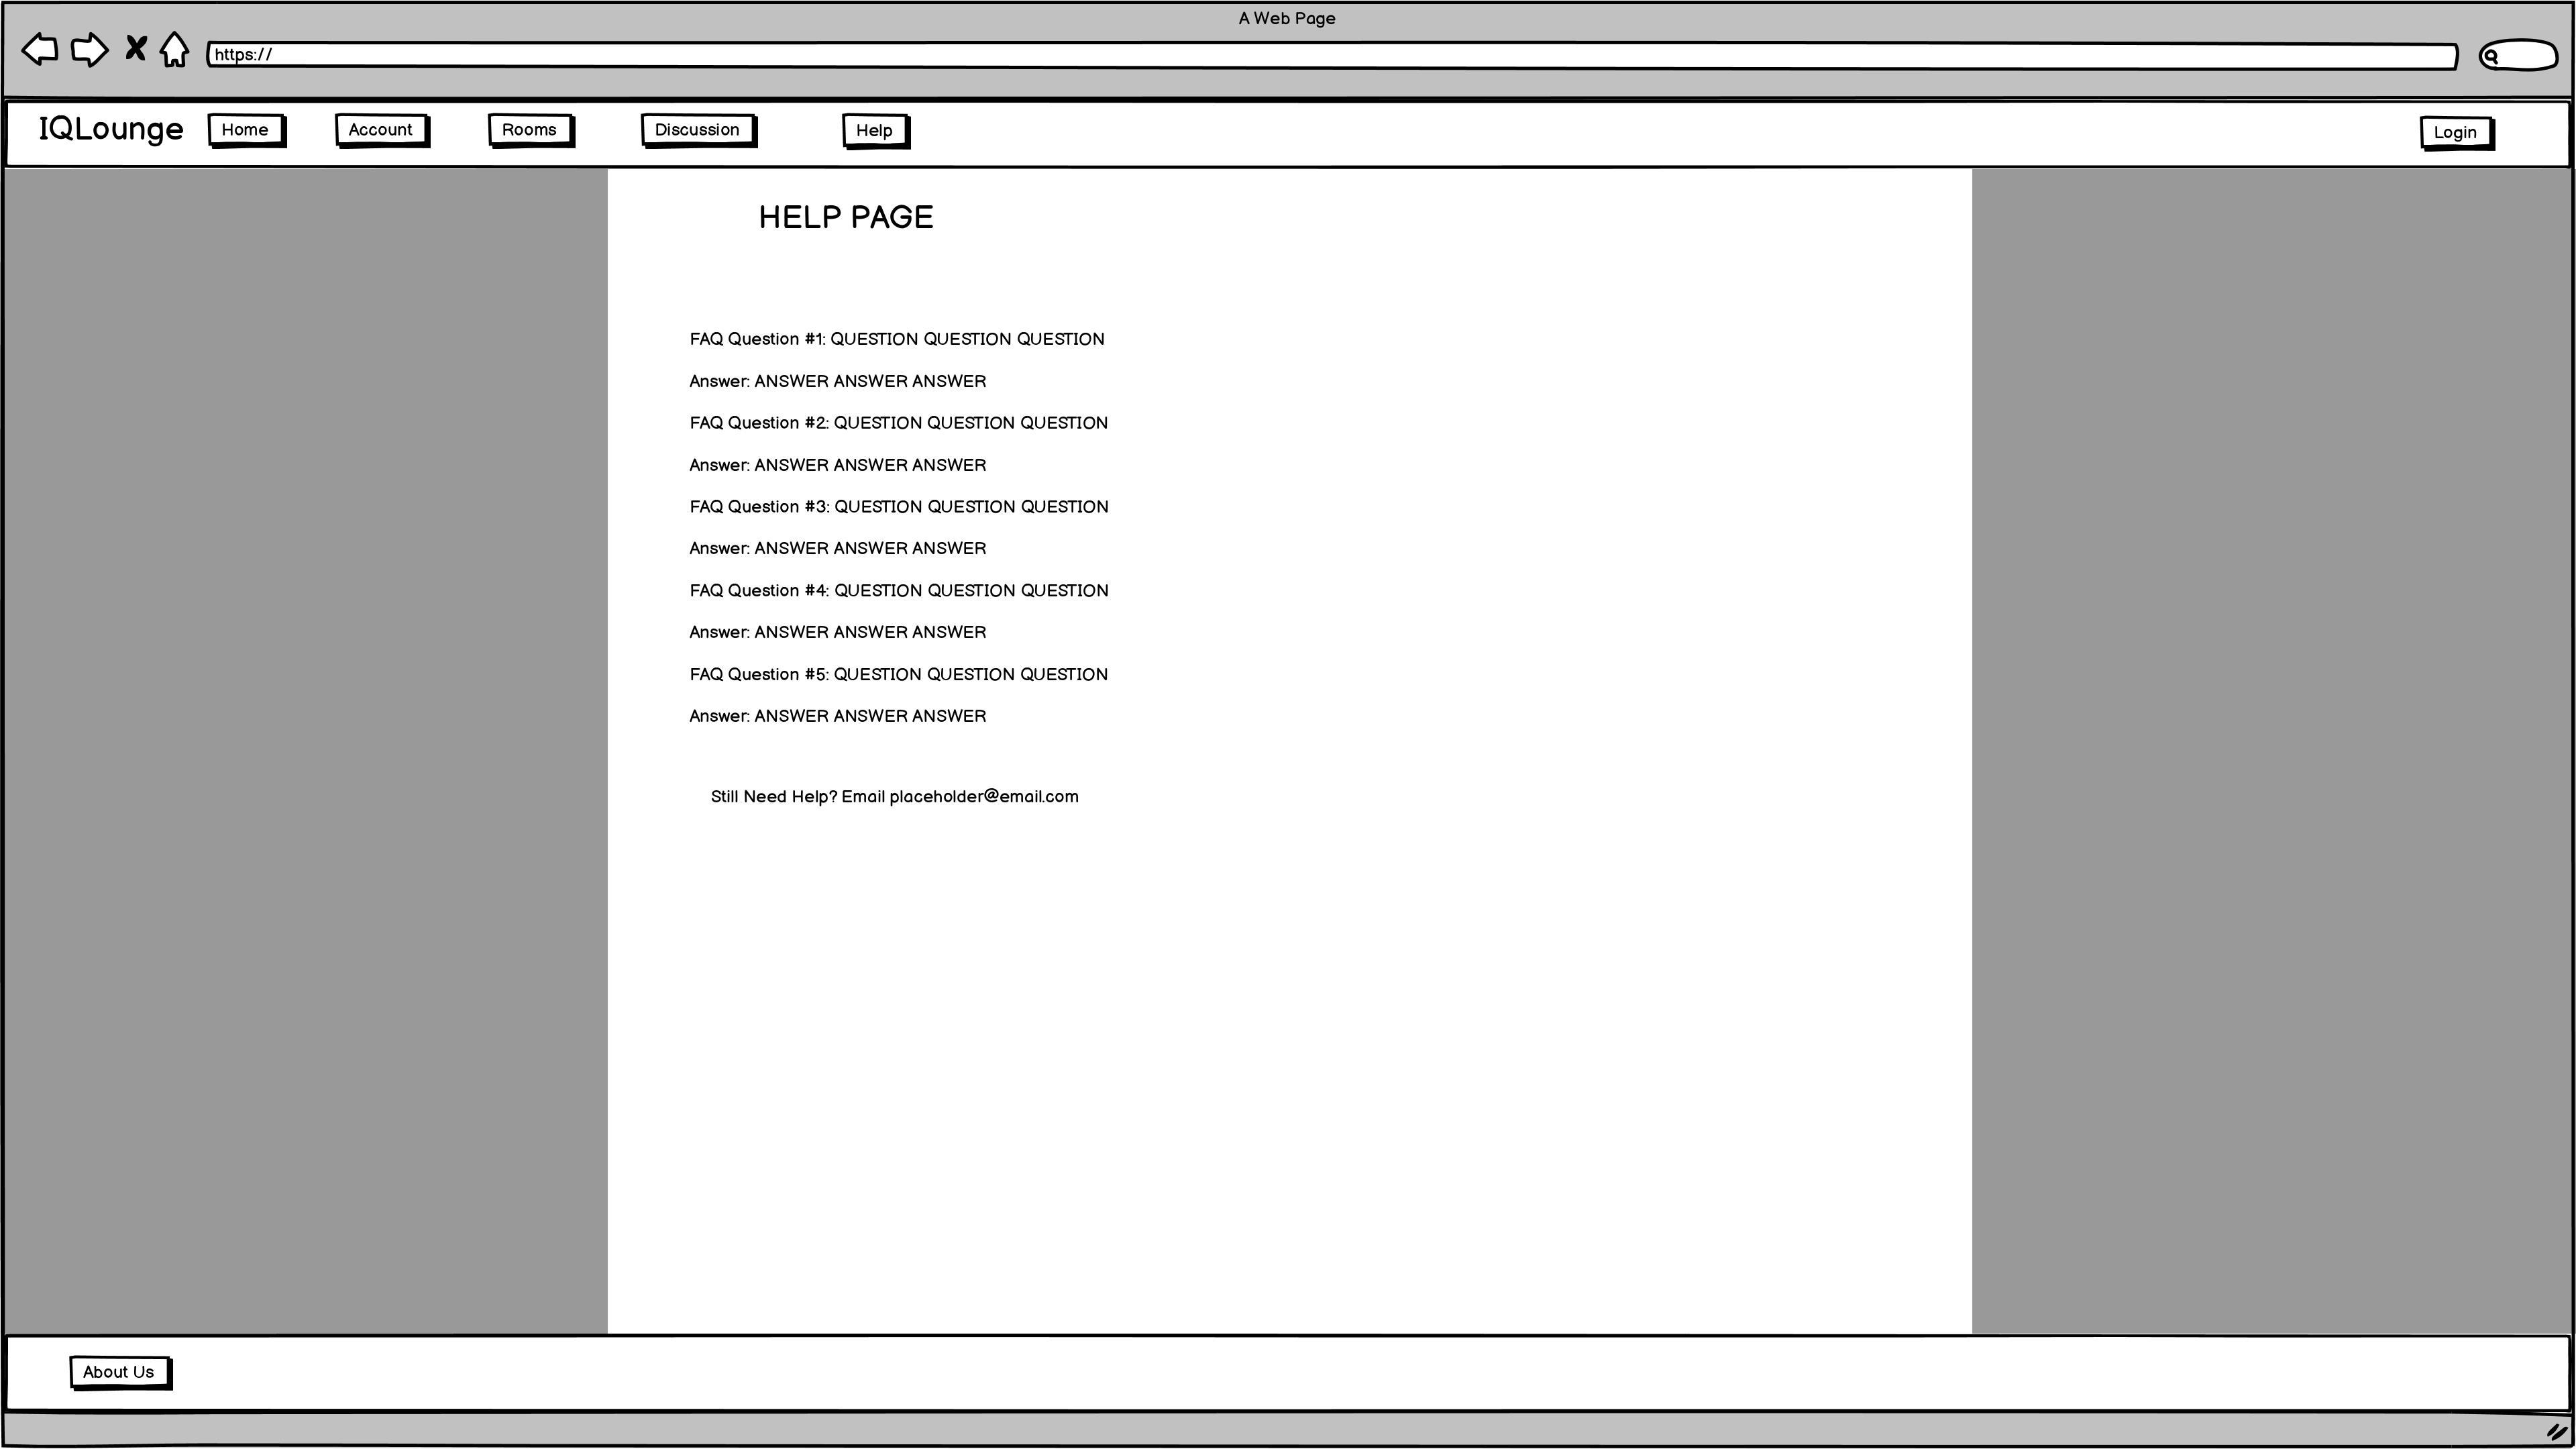 A Web Page
https://
IQLounge Home Account Rooms Discussion Help Login
HELP PAGE
FAQ Question #1: QUESTION QUESTION QUESTION
Answer: ANSWER ANSWER ANSWER
FAQ Question #2: QUESTION QUESTION QUESTION
Answer: ANSWER ANSWER ANSWER
FAQ Question #3: QUESTION QUESTION QUESTION
Answer: ANSWER ANSWER ANSWER
FAQ Question #4: QUESTION QUESTION QUESTION
Answer: ANSWER ANSWER ANSWER
FAQ Question #5: QUESTION QUESTION QUESTION
Answer: ANSWER ANSWER ANSWER
Still Need Help? Email placeholder@email.com
About Us